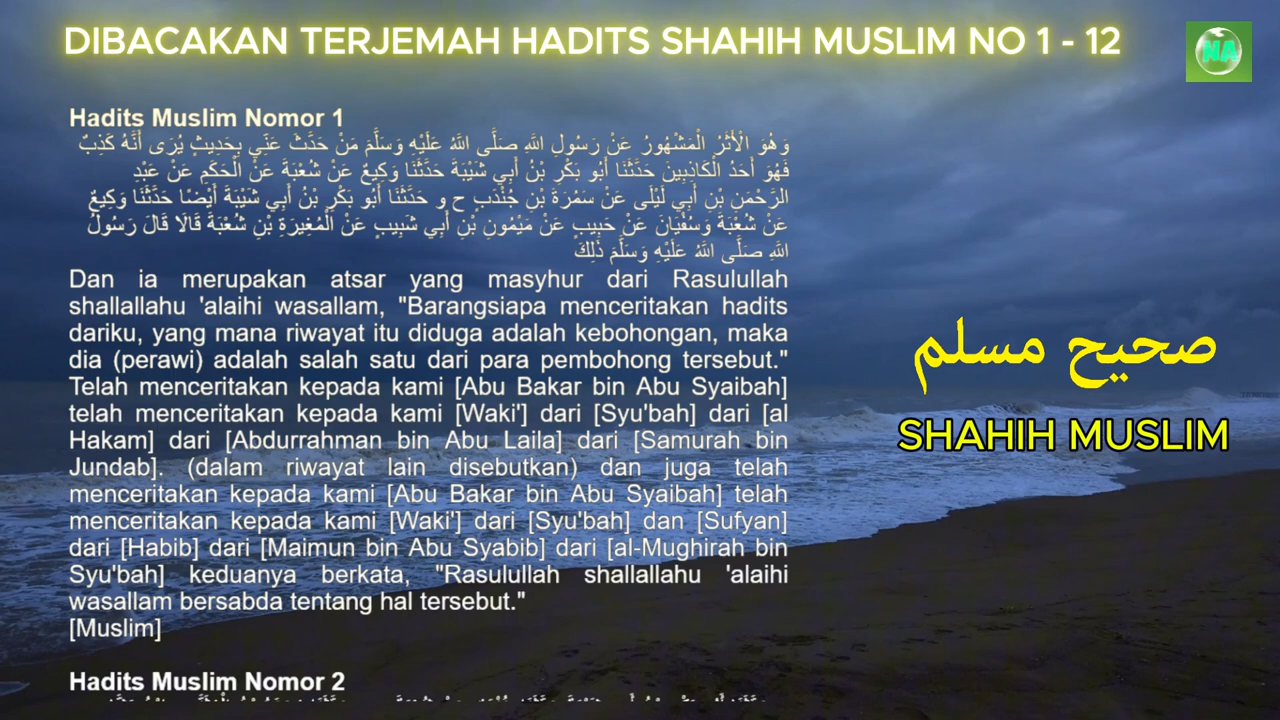 DIBACAKAN TERJEMAH HADITS SHAHIH MUSLIM NO 1 - 12
NA
Hadits Muslim Nomor 1
وَهُوَ الْأَثَرُ الْمَشْهُورُ عَنْ رَسُولِ اللَّهِ صَلَّى اللَّهُ عَلَيْهِ وَسَلَّمَ مَنْ حَدَّثَ عَنِّي بِحَدِيثٍ يُرَى أَنَّهُ كَذِبٌ
فَهُوَ أَحَدُ الْكَاذِبِينَ حَدَّثَنَا أَبُو بَكْرِ بْنُ أَبِي شَيْبَةَ حَدَّثَنَا وَكِيعٌ عَنْ شُعْبَةَ عَنْ الْحَكَمِ عَنْ عَبْدِ
الرَّحْمَنِ بْنِ أَبِي لَيْلَى عَنْ سَمُرَةَ بْنِ جُنْدَبٍ ح و حَدَّثَنَا أَبُو بَكْرِ بْنُ أَبِي شَيْبَةَ أَيْضًا حَدَّثَنَا وَكِيعٌ
عَنْ شُعْبَةَ وَسُفْيَانَ عَنْ حَبِيبٍ عَنْ مَيْمُونِ بْنِ أَبِي شَبِيبٍ عَنْ الْمُغِيرَةِ بْنِ شُعْبَةَ قَالَا قَالَ رَسُولُ
اللَّهِ صَلَّى اللَّهُ عَلَيْهِ وَسَلَّمَ ذَلِكَ
Dan ia merupakan atsar yang masyhur dari Rasulullah
shallallahu 'alaihi wasallam, "Barangsiapa menceritakan hadits
dariku, yang mana riwayat itu diduga adalah kebohongan, maka
dia (perawi) adalah salah satu dari para pembohong tersebut."
Telah menceritakan kepada kami [Abu Bakar bin Abu Syaibah]
telah menceritakan kepada kami [Waki'] dari [Syu'bah] dari [al
Hakam] dari [Abdurrahman bin Abu Laila] dari [Samurah bin
Jundab]. (dalam riwayat lain disebutkan) dan juga telah
menceritakan kepada kami [Abu Bakar bin Abu Syaibah] telah
menceritakan kepada kami [Waki'] dari [Syu'bah] dan [Sufyan]
dari [Habib] dari [Maimun bin Abu Syabib] dari [al-Mughirah bin
Syu'bah] keduanya berkata, "Rasulullah shallallahu 'alaihi
wasallam bersabda tentang hal tersebut."
[Muslim]
Hadits Muslim Nomor 2
صحيح مسلم
SHAHIH MUSLIM